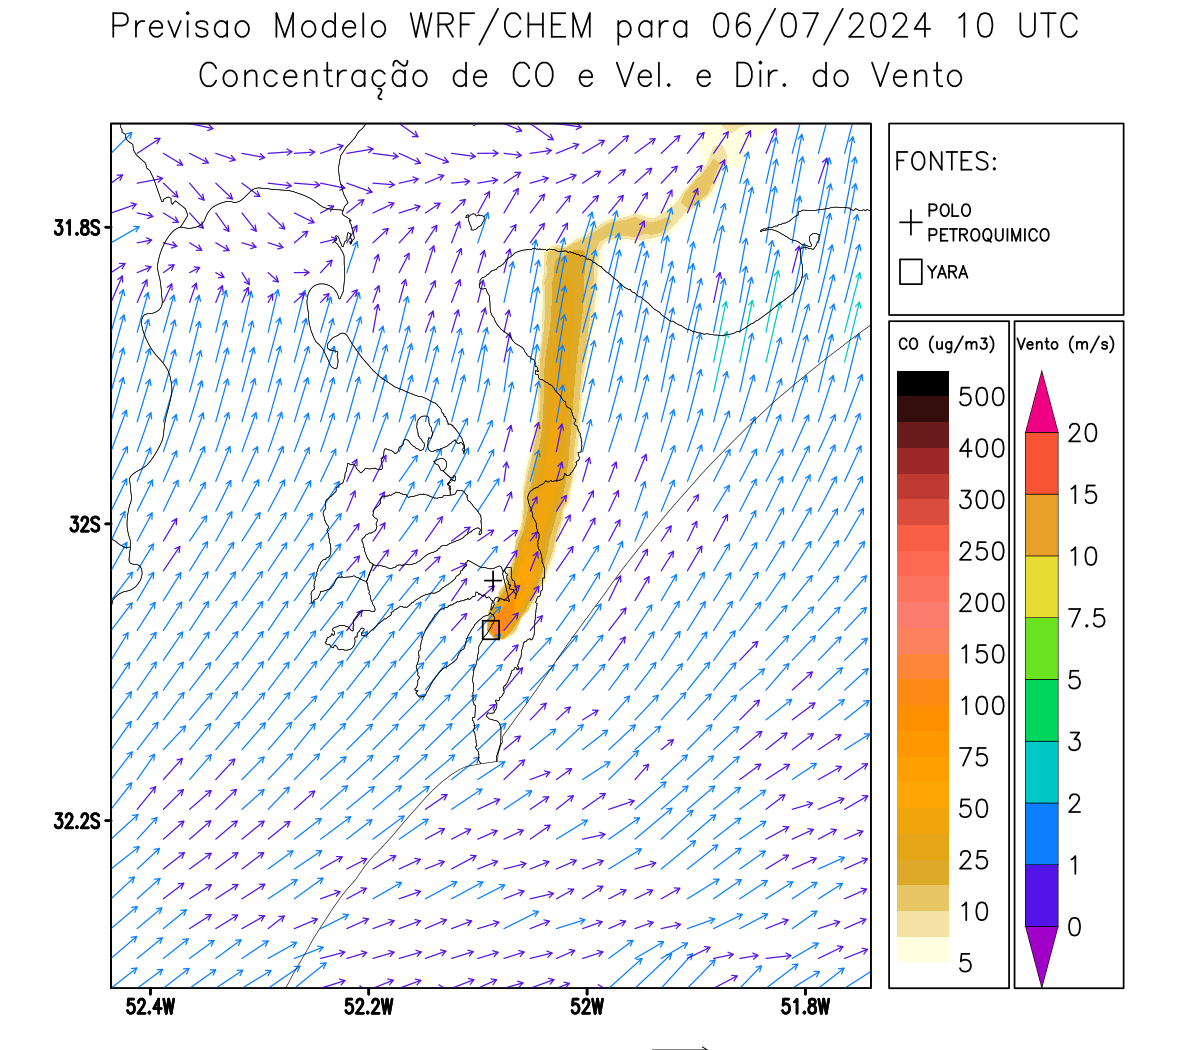 Previsao Modelo WRF/CHEM para 06/07/2024 10 UTC
Concentração de CO e Vel. e Dir. do Vento
FONTES:
POLO
PETROQUIMICO
YARA
CO (ug/m3)
500
400
300
250
200
150
100
75
50
25
10
5
Vento (m/s)
20
15
10
7.5
5
3
2
1
0
31.8S
32S
32.2S
52.4W
52.2W
52W
51.8W